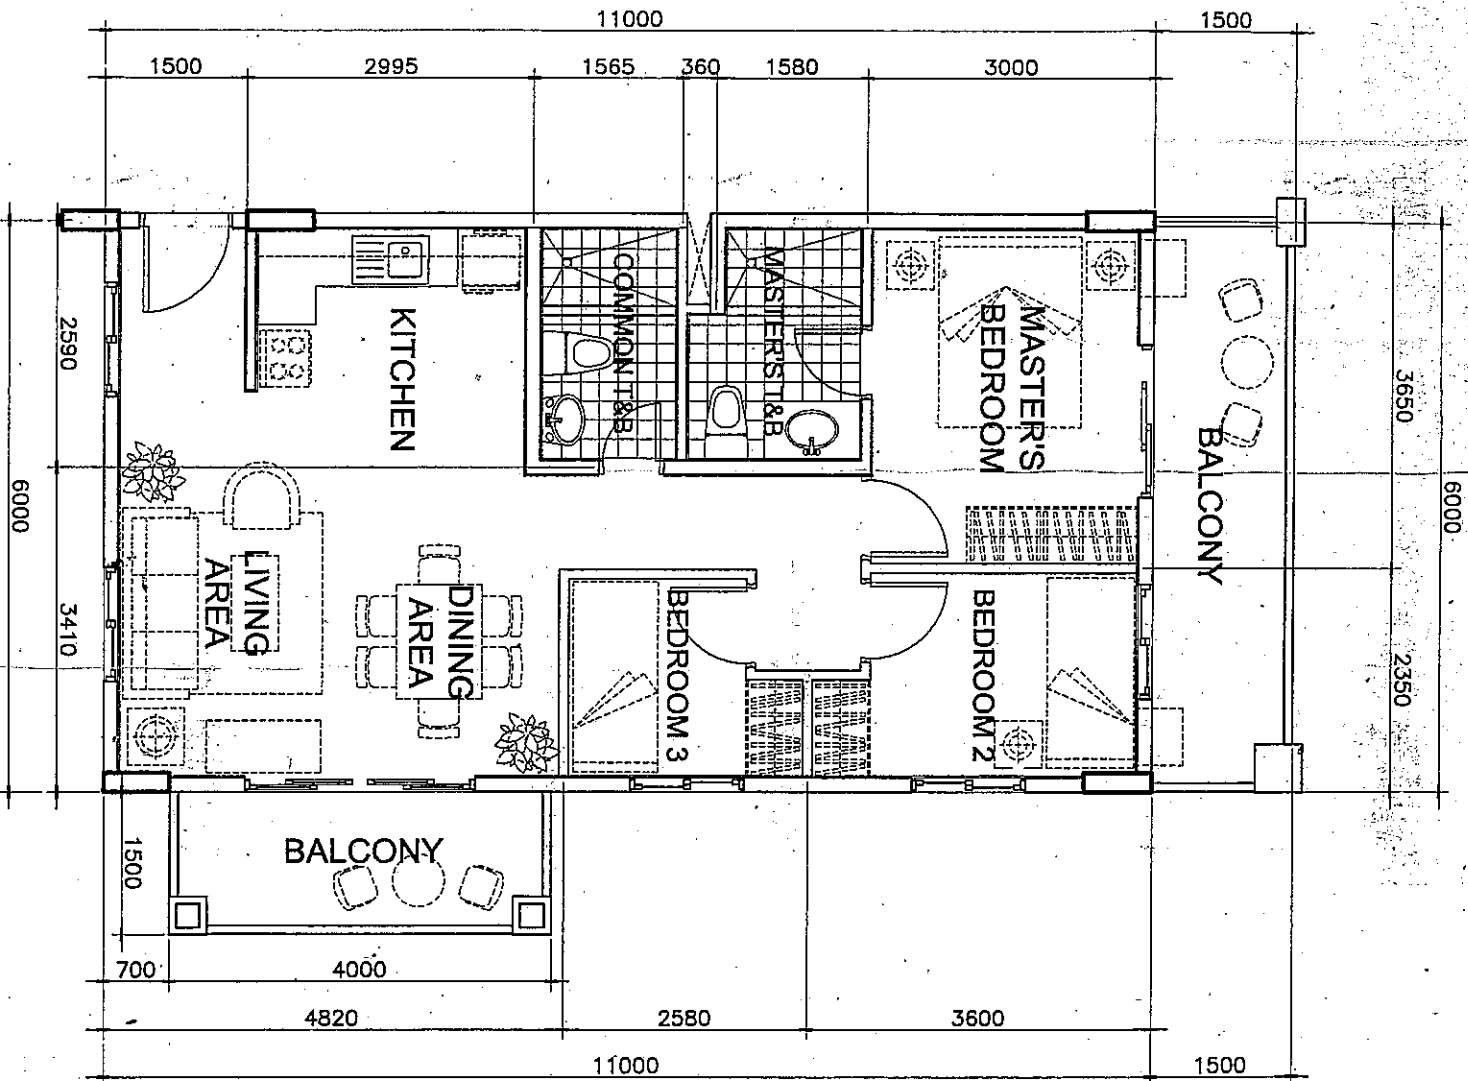 11000
1500
1500
2995
1565
360
1580
3000
2590
3410
6000
3650
2350
6000
KITCHEN
COMMON T&B
MASTER'S T&B
MASTER'S
BEDROOM
BALCONY
LIVING
AREA
DINING
AREA
BEDROOM 3
BEDROOM 2
BALCONY
1500
700
4000
4820
2580
3600
11000
1500